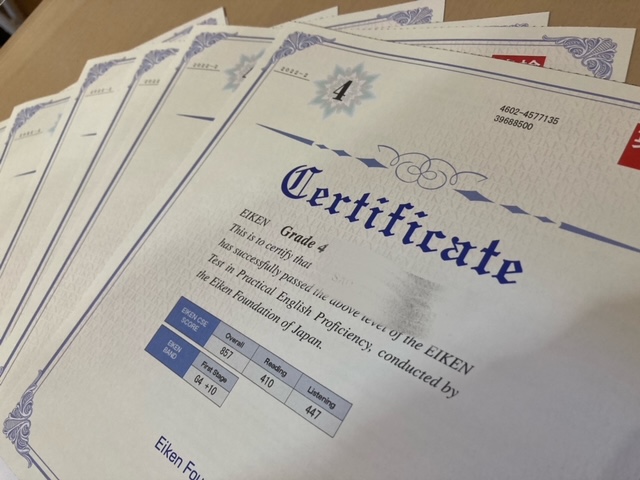 2022-2
4
4602-4577135
39688500
Certificate
EIKEN Grade 4
This is to certify that
has successfully passed the above level of the EIKEN
Test in Practical English Proficiency, conducted by
the Eiken Foundation of Japan.
EIKEN CSE SCORE
Overall
Reading
Listening
857
410
447
EIKEN BAND
First Stage
G4 +10
Eiken